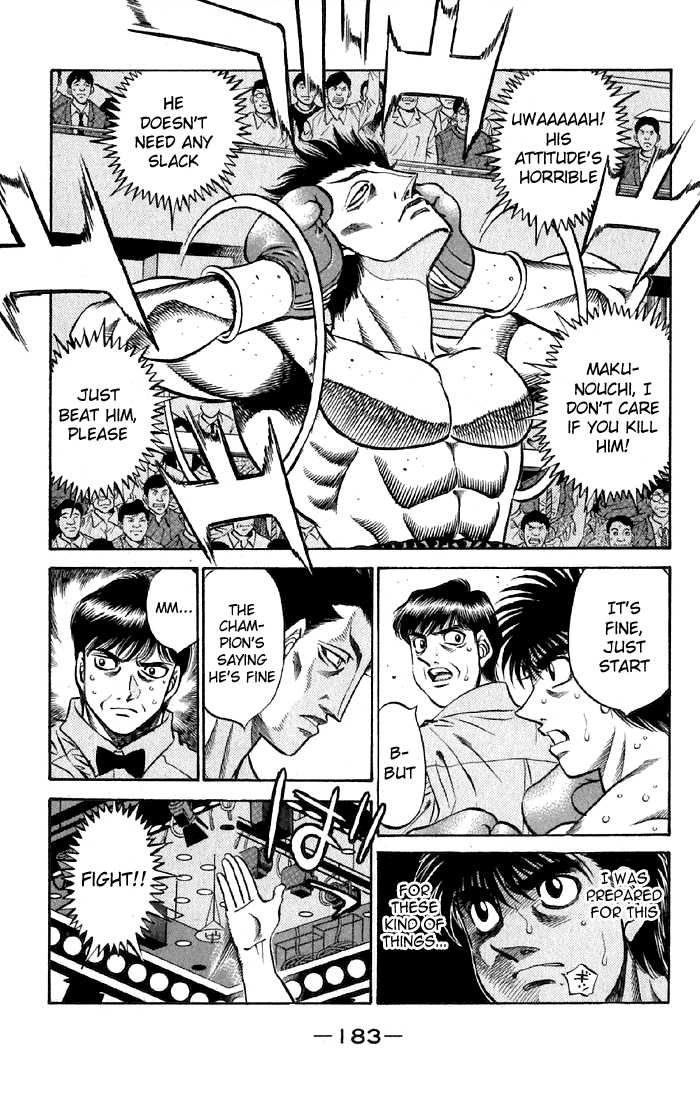 UWAAAAAH!
HIS
ATTITUDE'S
HORRIBLE
HE
DOESN'T
NEED ANY
SLACK
MAKU-
NOUCHI, I
DON'T CARE
IF YOU KILL
HIM!
JUST
BEAT HIM,
PLEASE
IT'S
FINE,
JUST
START
B-
BUT
THE
CHAM-
PION'S
SAYING
HE'S FINE
MM...
I WAS
PREPARED
FOR THIS
FOR
THESE
KIND OF
THINGS...
FIGHT!!
—183—